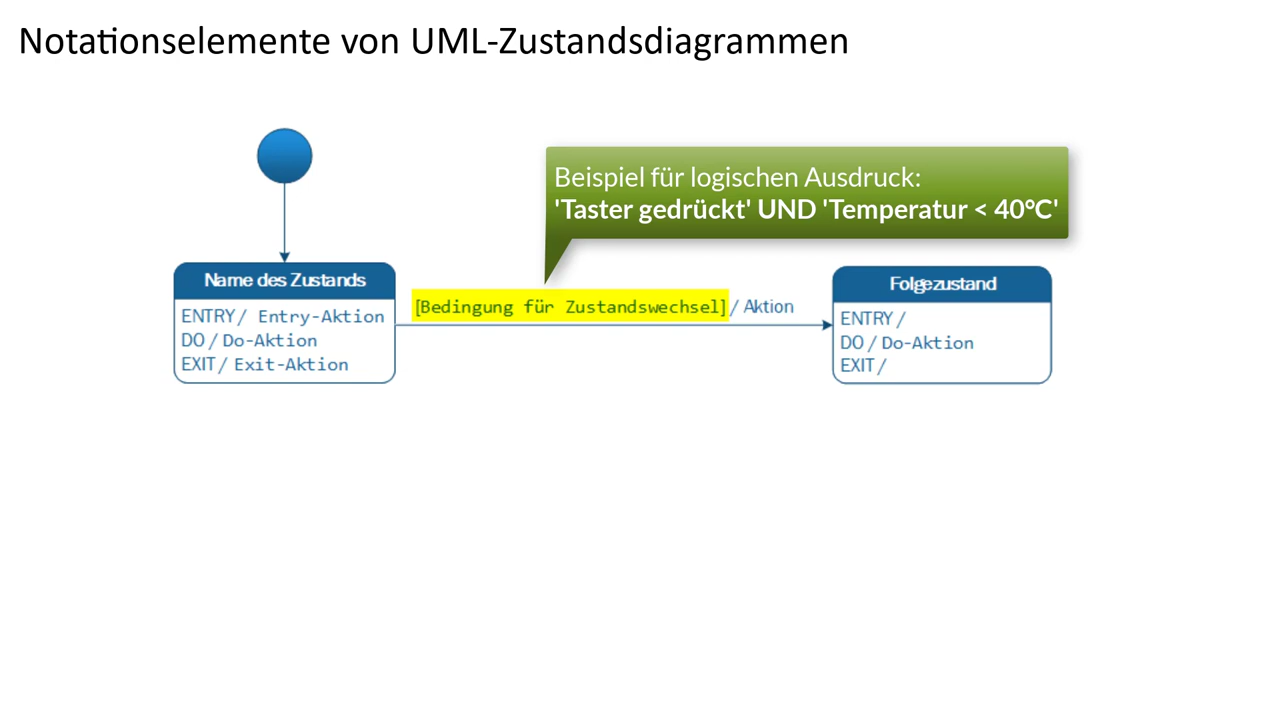 Notationselemente von UML-Zustandsdiagrammen
Beispiel für logischen Ausdruck:
'Taster gedrückt' UND 'Temperatur < 40°C'
Name des Zustands
ENTRY / Entry-Aktion
DO / Do-Aktion
EXIT / Exit-Aktion
[Bedingung für Zustandswechsel] / Aktion
Folgezustand
ENTRY /
DO / Do-Aktion
EXIT /